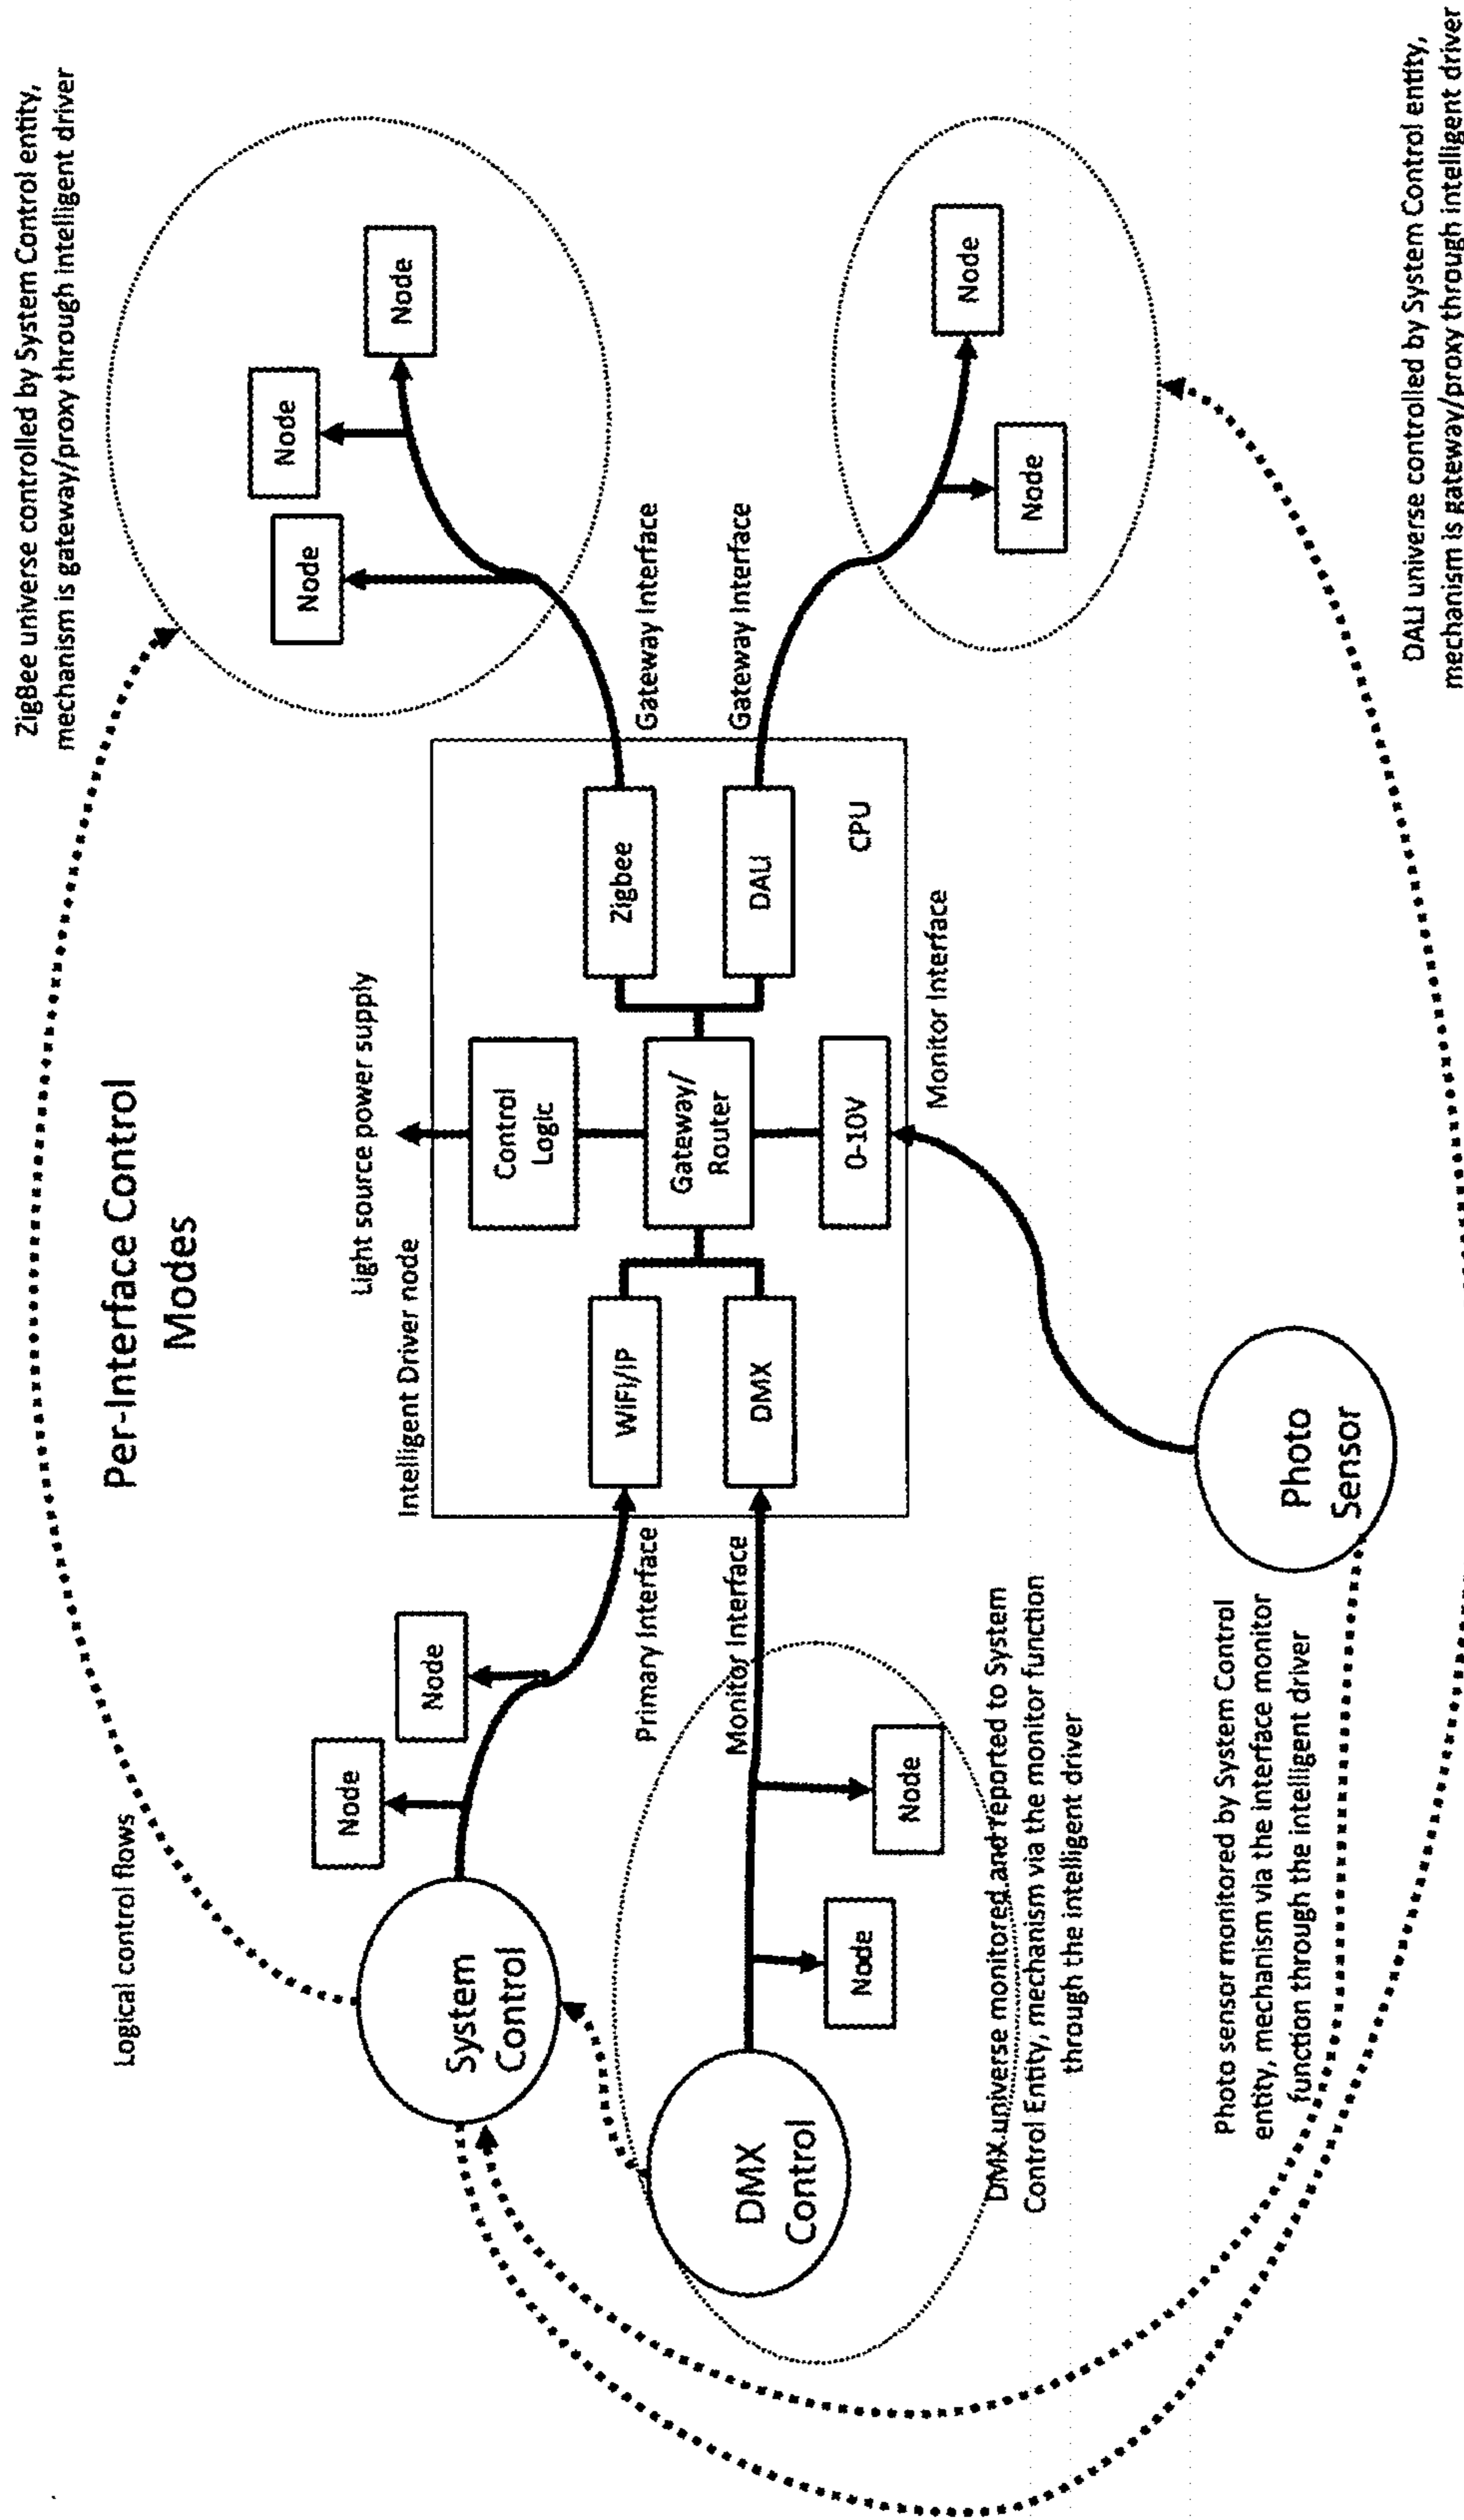 Per-Interface Control
Modes
Logical control flows
ZigBee universe controlled by System Control entity,
mechanism is gateway/proxy through intelligent driver
Light source power supply
Intelligent Driver node
System
Control
Node
Node
Primary Interface
WiFi/IP
Control
Logic
Gateway/
Router
Zigbee
Gateway Interface
Node
Node
Node
DMX
Control
Node
Node
Monitor Interface
DMX
0-10V
DALI
CPU
Gateway Interface
Node
Node
Monitor Interface
DMX universe monitored and reported to System
Control Entity, mechanism via the monitor function
through the intelligent driver
Photo
Sensor
Photo sensor monitored by System Control
entity, mechanism via the interface monitor
function through the intelligent driver
DALI universe controlled by System Control entity,
mechanism is gateway/proxy through intelligent driver